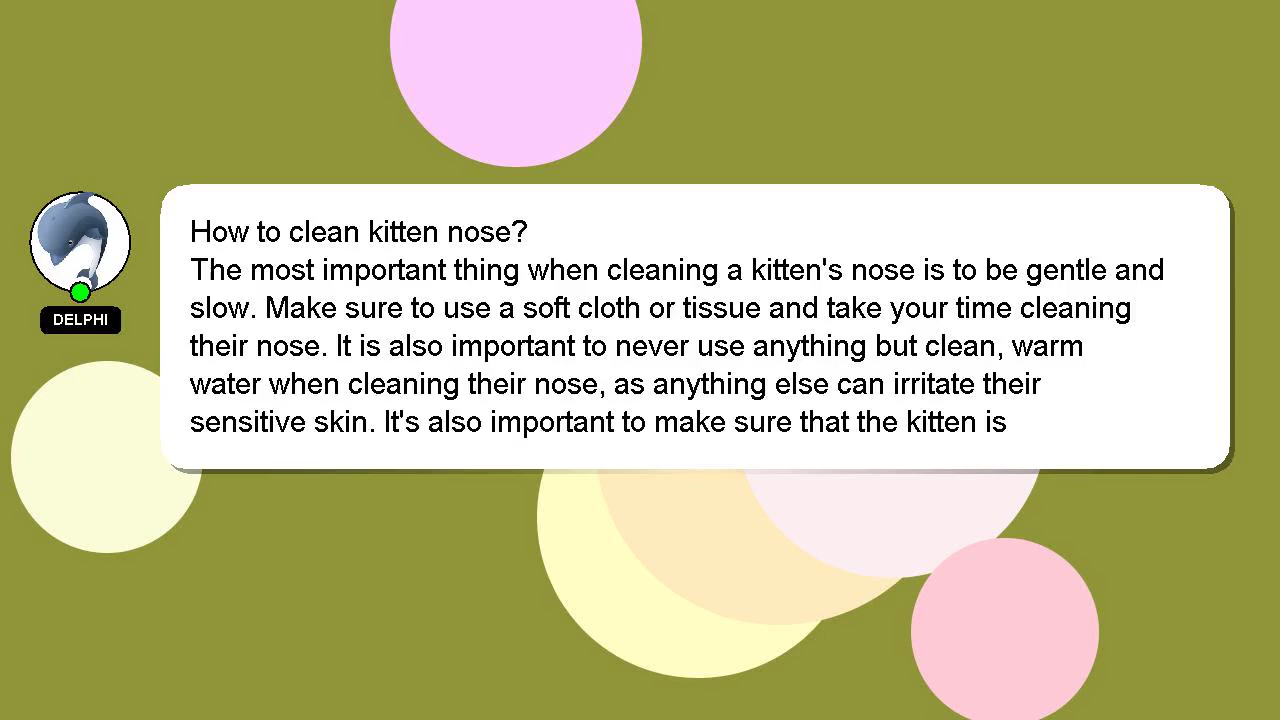 How to clean kitten nose?
The most important thing when cleaning a kitten's nose is to be gentle and
slow. Make sure to use a soft cloth or tissue and take your time cleaning
their nose. It is also important to never use anything but clean, warm
water when cleaning their nose, as anything else can irritate their
sensitive skin. It's also important to make sure that the kitten is
DELPHI